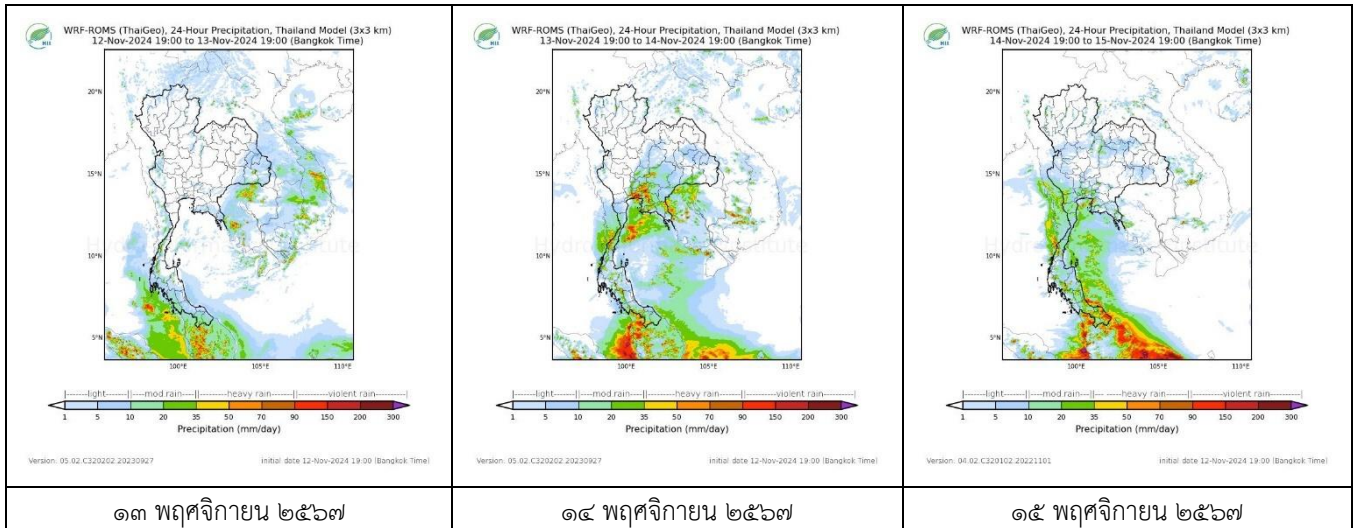 WRF-ROMS (ThaiGeo), 24-Hour Precipitation, Thailand Model (3x3 km)
12-Nov-2024 19:00 to 13-Nov-2024 19:00 (Bangkok Time)
20°N
15°N
10°N
5°N
100°E 105°E 110°E
|-------light-------||---mod.rain---||-------heavy rain-------||-------violent rain-------|
1 5 10 20 35 50 70 90 150 200 300
Precipitation (mm/day)
Version: 05.02.C320202.20230927 initial date 12-Nov-2024 19:00 (Bangkok Time)
๑๓ พฤศจิกายน ๒๕๖๗
WRF-ROMS (ThaiGeo), 24-Hour Precipitation, Thailand Model (3x3 km)
13-Nov-2024 19:00 to 14-Nov-2024 19:00 (Bangkok Time)
20°N
15°N
10°N
5°N
100°E 105°E 110°E
|-------light-------||---mod.rain---||-------heavy rain-------||-------violent rain-------|
1 5 10 20 35 50 70 90 150 200 300
Precipitation (mm/day)
Version: 05.02.C320202.20230927 initial date 12-Nov-2024 19:00 (Bangkok Time)
๑๔ พฤศจิกายน ๒๕๖๗
WRF-ROMS (ThaiGeo), 24-Hour Precipitation, Thailand Model (3x3 km)
14-Nov-2024 19:00 to 15-Nov-2024 19:00 (Bangkok Time)
20°N
15°N
10°N
5°N
100°E 105°E 110°E
|-------light-------||---mod.rain---||-------heavy rain-------||-------violent rain-------|
1 5 10 20 35 50 70 90 150 200 300
Precipitation (mm/day)
Version: 04.02.C320102.20221101 initial date 12-Nov-2024 19:00 (Bangkok Time)
๑๕ พฤศจิกายน ๒๕๖๗